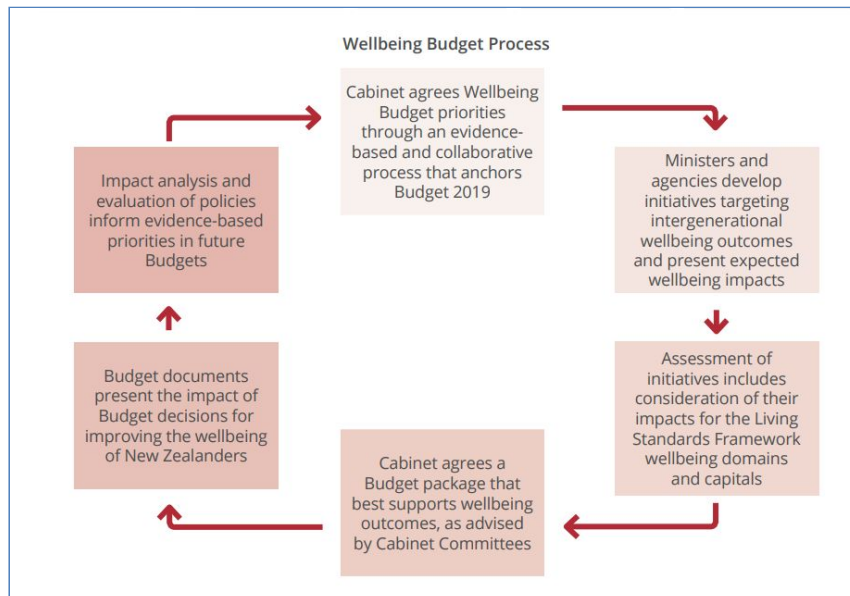 Wellbeing Budget Process
Cabinet agrees Wellbeing
Budget priorities
through an evidence-
based and collaborative
process that anchors
Budget 2019
Ministers and
agencies develop
initiatives targeting
intergenerational
wellbeing outcomes
and present expected
wellbeing impacts
Assessment of
initiatives includes
consideration of their
impacts for the Living
Standards Framework
wellbeing domains
and capitals
Cabinet agrees a
Budget package that
best supports wellbeing
outcomes, as advised
by Cabinet Committees
Budget documents
present the impact of
Budget decisions for
improving the wellbeing
of New Zealanders
Impact analysis and
evaluation of policies
inform evidence-based
priorities in future
Budgets